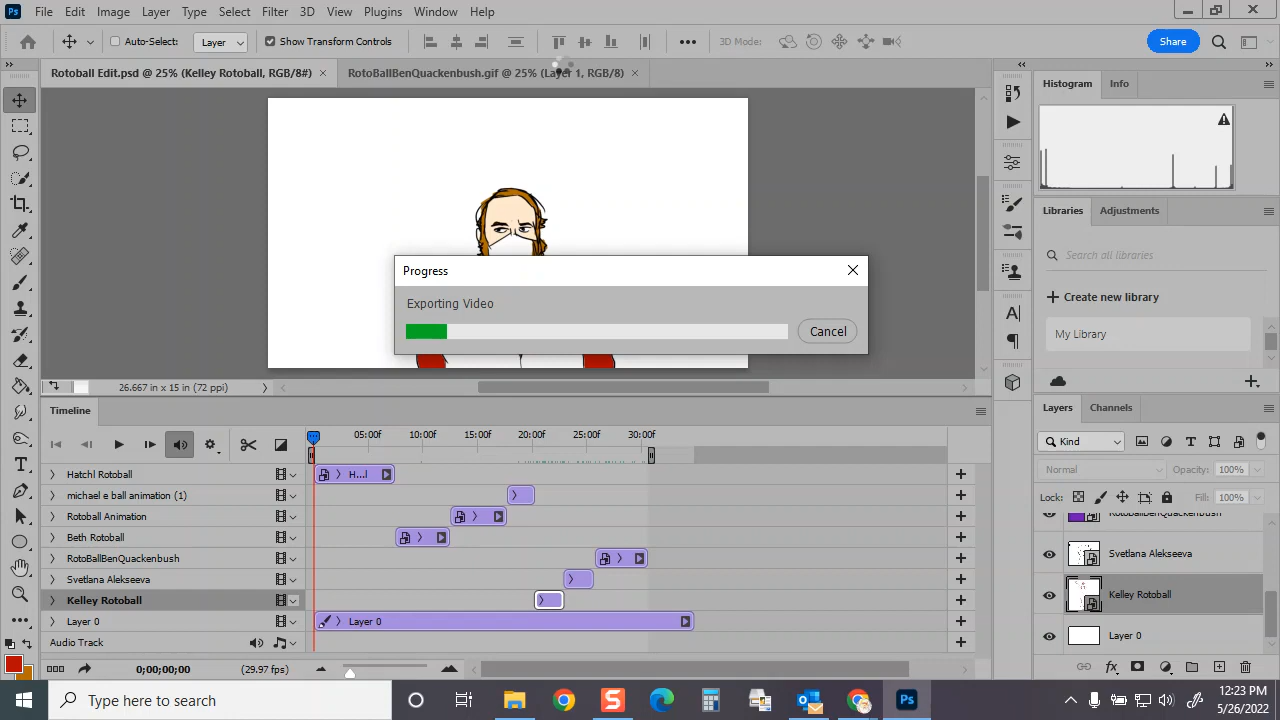 Ps File Edit Image Layer Type Select Filter 3D View Plugins Window Help
Auto-Select: Layer Show Transform Controls 3D Mode: Share
Rotoball Edit.psd @ 25% (Kelley Rotoball, RGB/8#) RotoBallBenQuackenbush.gif @ 25% (Layer 1, RGB/8)
Histogram Info
Libraries Adjustments
Search all libraries
Create new library
My Library
Progress
Exporting Video
Cancel
26.667 in x 15 in (72 ppi)
Layers Channels
Kind
Normal Opacity: 100%
Lock: Fill: 100%
RotoBallBenQuackenbush
Svetlana Alekseeva
Kelley Rotoball
Layer 0
Timeline
05:00f 10:00f 15:00f 20:00f 25:00f 30:00f
Hatchl Rotoball H...l
michael e ball animation (1)
Rotoball Animation
Beth Rotoball
RotoBallBenQuackenbush
Svetlana Alekseeva
Kelley Rotoball
Layer 0 Layer 0
Audio Track
0;00;00;00 (29.97 fps)
Type here to search
12:23 PM
5/26/2022